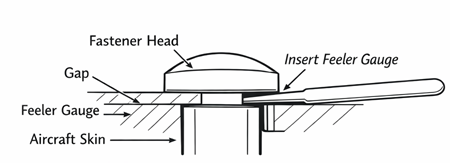 Fastener Head
Insert Feeler Gauge
Gap
Feeler Gauge
Aircraft Skin